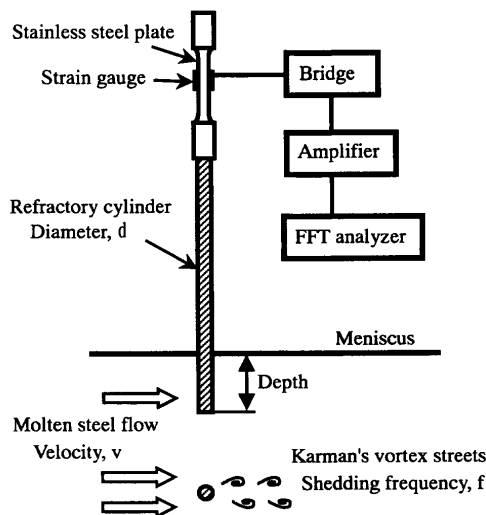 Stainless steel plate
Strain gauge
Bridge
Amplifier
FFT analyzer
Refractory cylinder
Diameter, d
Meniscus
Depth
Molten steel flow
Velocity, v
Karman's vortex streets
Shedding frequency, f